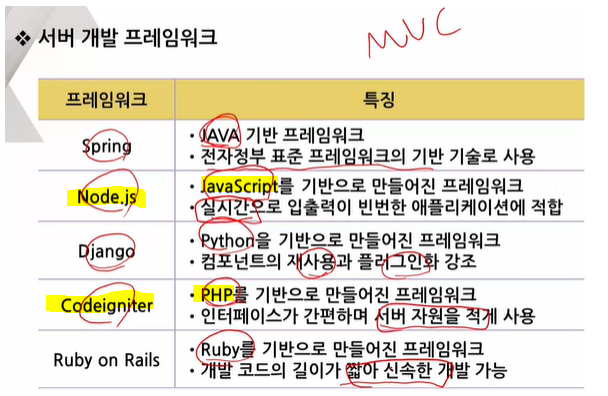 ❖ 서버 개발 프레임워크
MVC
프레임워크 특징
Spring
• JAVA 기반 프레임워크
• 전자정부 표준 프레임워크의 기반 기술로 사용
Node.js
• JavaScript를 기반으로 만들어진 프레임워크
• 실시간으로 입출력이 빈번한 애플리케이션에 적합
Django
• Python을 기반으로 만들어진 프레임워크
• 컴포넌트의 재사용과 플러그인화 강조
Codeigniter
• PHP를 기반으로 만들어진 프레임워크
• 인터페이스가 간편하며 서버 자원을 적게 사용
Ruby on Rails
• Ruby를 기반으로 만들어진 프레임워크
• 개발 코드의 길이가 짧아 신속한 개발 가능